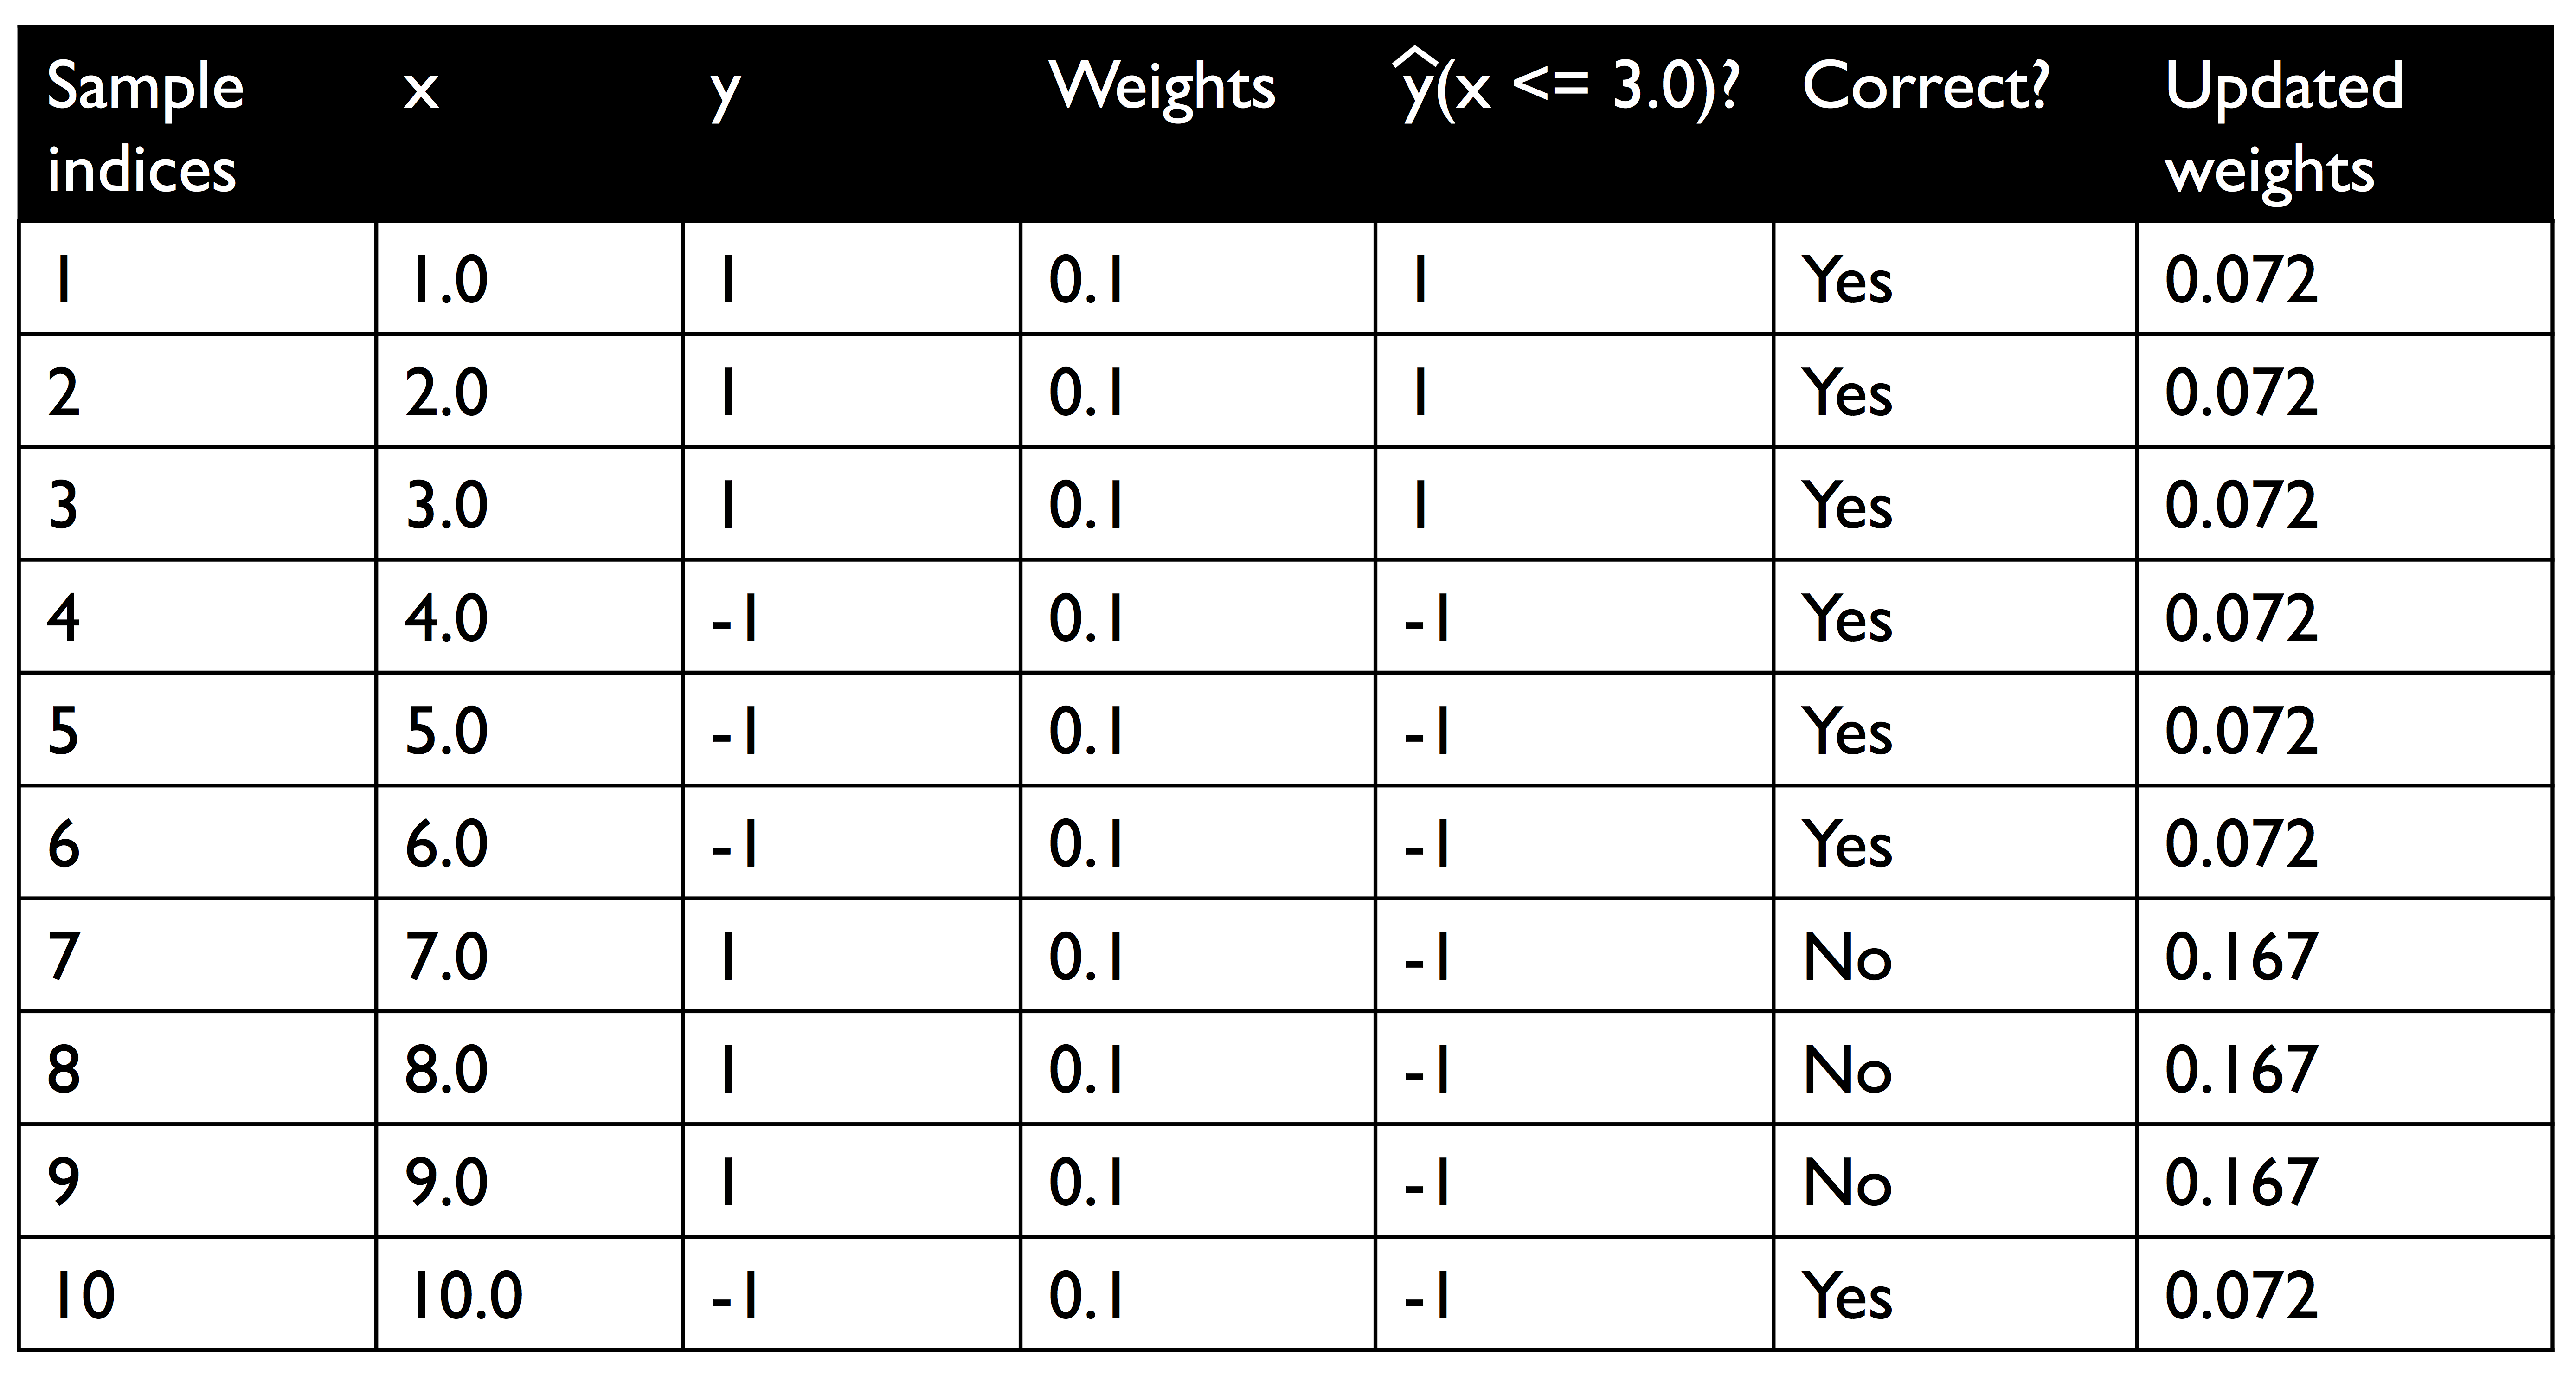 Sample indices x y Weights ŷ(x <= 3.0)? Correct? Updated weights
1 1.0 1 0.1 1 Yes 0.072
2 2.0 1 0.1 1 Yes 0.072
3 3.0 1 0.1 1 Yes 0.072
4 4.0 -1 0.1 -1 Yes 0.072
5 5.0 -1 0.1 -1 Yes 0.072
6 6.0 -1 0.1 -1 Yes 0.072
7 7.0 1 0.1 -1 No 0.167
8 8.0 1 0.1 -1 No 0.167
9 9.0 1 0.1 -1 No 0.167
10 10.0 -1 0.1 -1 Yes 0.072